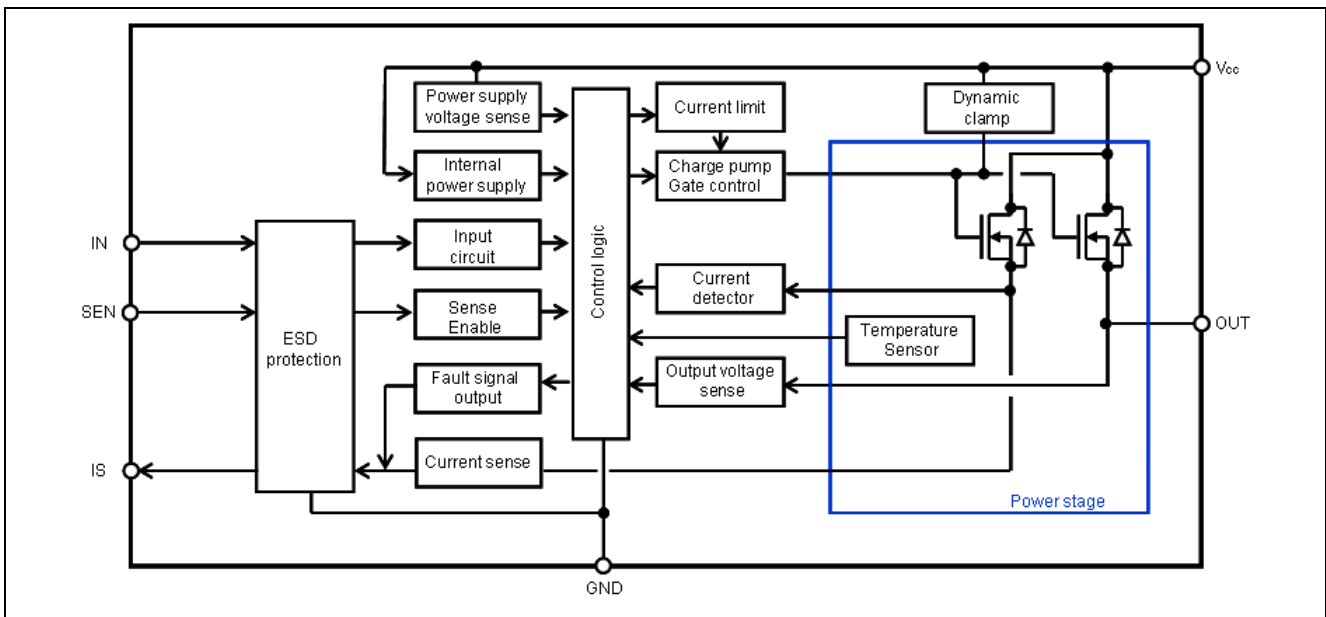 Vcc
Power supply
voltage sense
Current limit
Dynamic
clamp
Internal
power supply
Charge pump
Gate control
IN
Input
circuit
Control logic
Current
detector
SEN
Sense
Enable
OUT
ESD
protection
Temperature
Sensor
Fault signal
output
Output voltage
sense
IS
Current sense
Power stage
GND